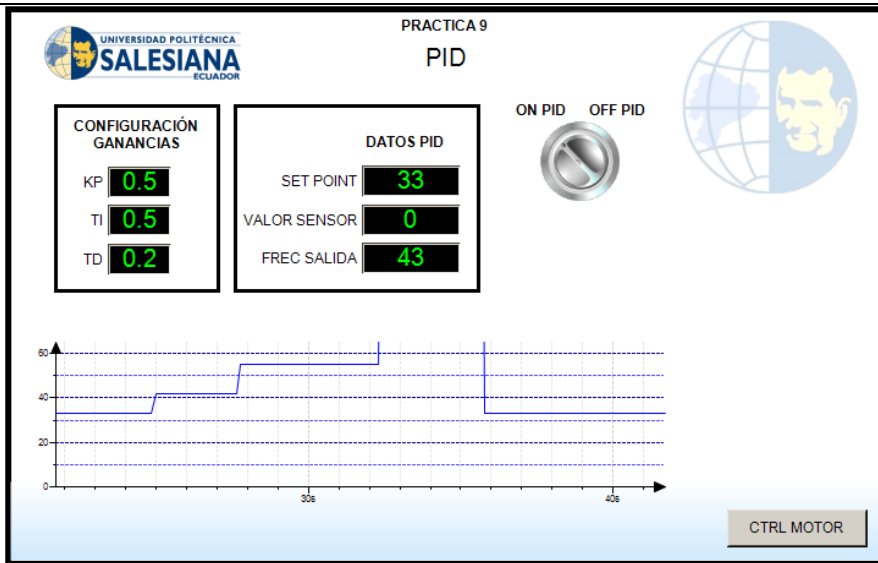 UNIVERSIDAD POLITÉCNICA
SALESIANA
ECUADOR
PRACTICA 9
PID
CONFIGURACIÓN
GANANCIAS
KP 0.5
TI 0.5
TD 0.2
DATOS PID
SET POINT 33
VALOR SENSOR 0
FREC SALIDA 43
ON PID OFF PID
60
40
20
0
30s 40s
CTRL MOTOR